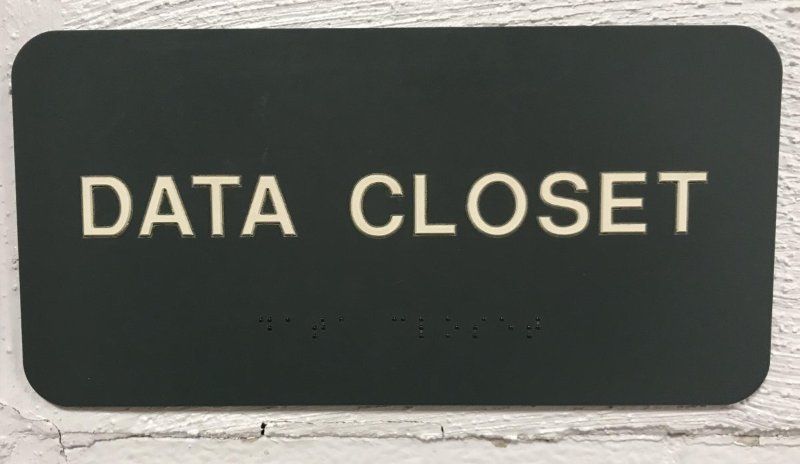 DATA CLOSET
⠙⠁⠞⠁ ⠉⠇⠕⠎⠑⠞